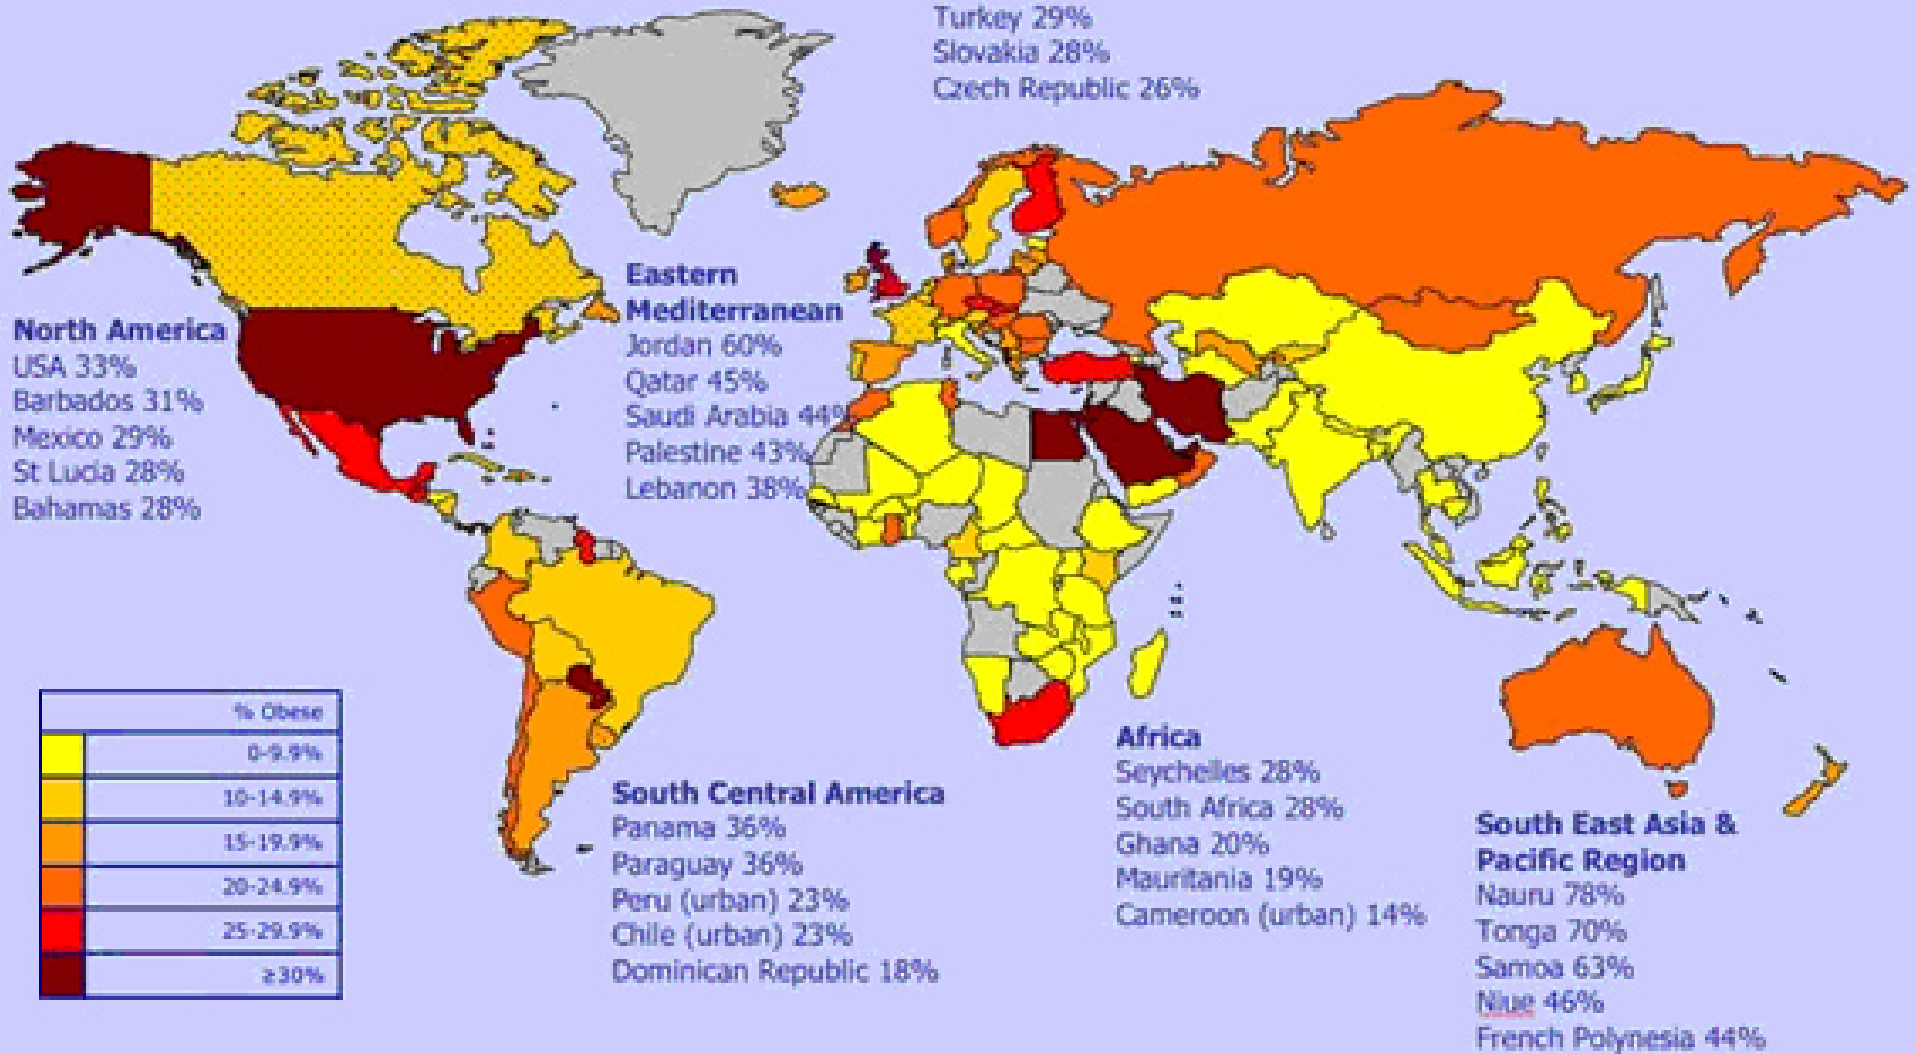 Turkey 29%
Slovakia 28%
Czech Republic 26%
Eastern
Mediterranean
Jordan 60%
Qatar 45%
Saudi Arabia 44%
Palestine 43%
Lebanon 38%
North America
USA 33%
Barbados 31%
Mexico 29%
St Lucia 28%
Bahamas 28%
% Obese
0-9.9%
10-14.9%
15-19.9%
20-24.9%
25-29.9%
≥30%
South Central America
Panama 36%
Paraguay 36%
Peru (urban) 23%
Chile (urban) 23%
Dominican Republic 18%
Africa
Seychelles 28%
South Africa 28%
Ghana 20%
Mauritania 19%
Cameroon (urban) 14%
South East Asia &
Pacific Region
Nauru 78%
Tonga 70%
Samoa 63%
Niue 46%
French Polynesia 44%